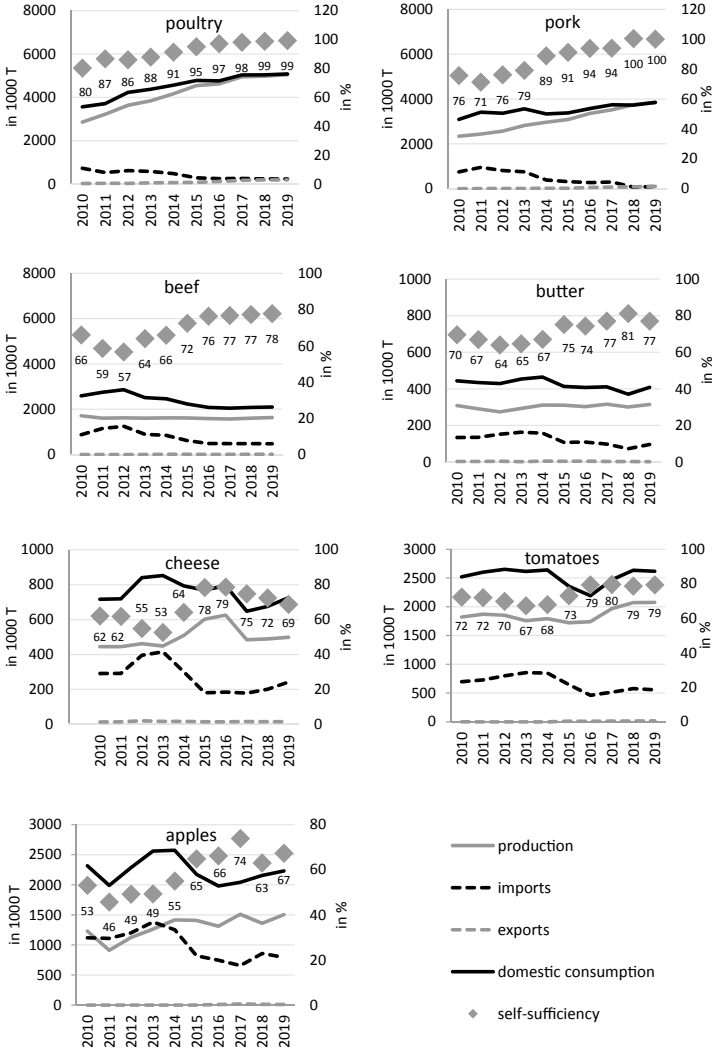 poultry
8000
6000
4000
2000
0
in 1000 T
120
100
80
60
40
20
0
in %
80 87 86 88 91 95 97 98 99 99
2010 2011 2012 2013 2014 2015 2016 2017 2018 2019
pork
8000
6000
4000
2000
0
in 1000 T
120
100
80
60
40
20
0
in %
76 71 76 79 89 91 94 94 100 100
2010 2011 2012 2013 2014 2015 2016 2017 2018 2019
beef
8000
6000
4000
2000
0
in 1000 T
100
80
60
40
20
0
in %
66 59 57 64 66 72 76 77 77 78
2010 2011 2012 2013 2014 2015 2016 2017 2018 2019
butter
1000
800
600
400
200
0
in 1000 T
100
80
60
40
20
0
in %
70 67 64 65 67 75 74 77 81 77
2010 2011 2012 2013 2014 2015 2016 2017 2018 2019
cheese
1000
800
600
400
200
0
in 1000 T
100
80
60
40
20
0
in %
62 62 55 53 64 78 79 75 72 69
2010 2011 2012 2013 2014 2015 2016 2017 2018 2019
tomatoes
3000
2500
2000
1500
1000
500
0
in 1000 T
100
80
60
40
20
0
in %
72 72 70 67 68 73 79 80 79 79
2010 2011 2012 2013 2014 2015 2016 2017 2018 2019
apples
3000
2500
2000
1500
1000
500
0
in 1000 T
80
60
40
20
0
in %
53 46 49 49 55 65 66 74 63 67
2010 2011 2012 2013 2014 2015 2016 2017 2018 2019
production
imports
exports
domestic consumption
self-sufficiency